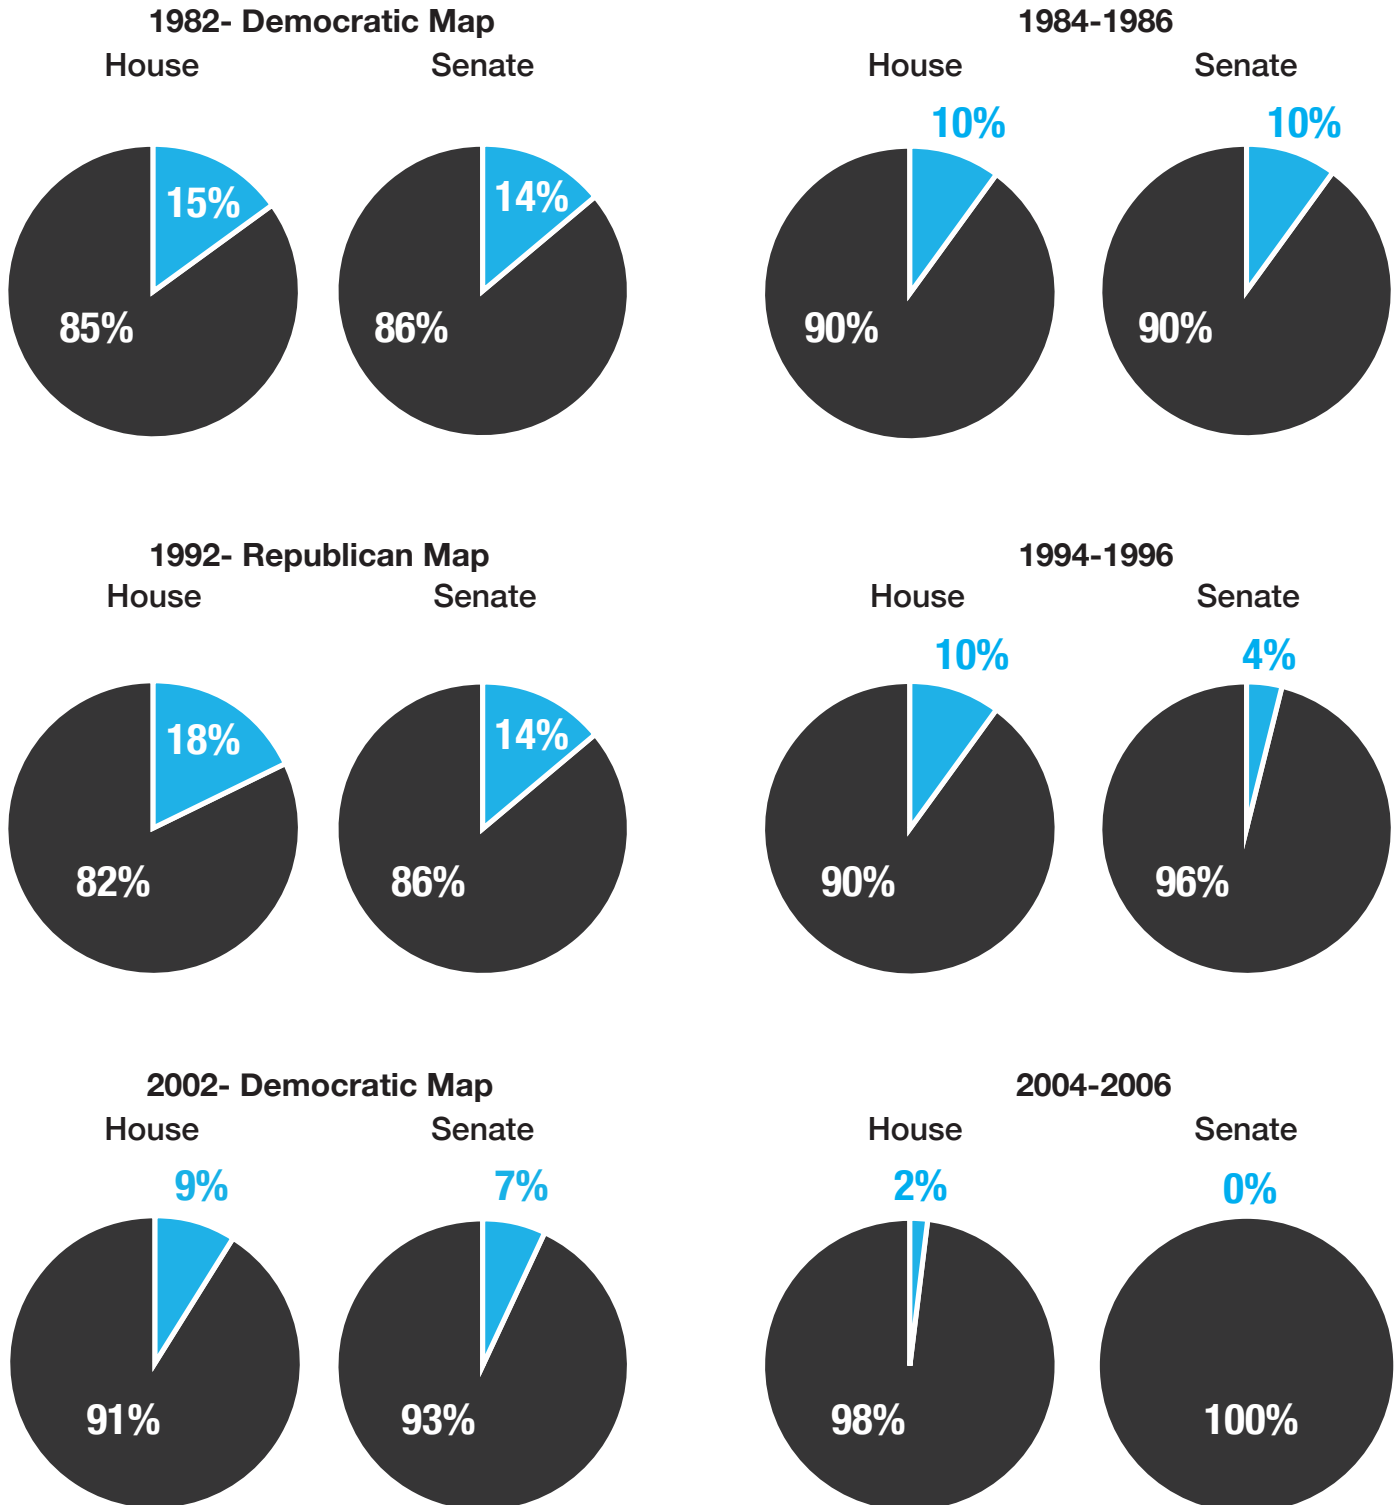 1982- Democratic Map
House Senate
15% 14%
85% 86%
1984-1986
House Senate
10% 10%
90% 90%
1992- Republican Map
House Senate
18% 14%
82% 86%
1994-1996
House Senate
10% 4%
90% 96%
2002- Democratic Map
House Senate
9% 7%
91% 93%
2004-2006
House Senate
2% 0%
98% 100%